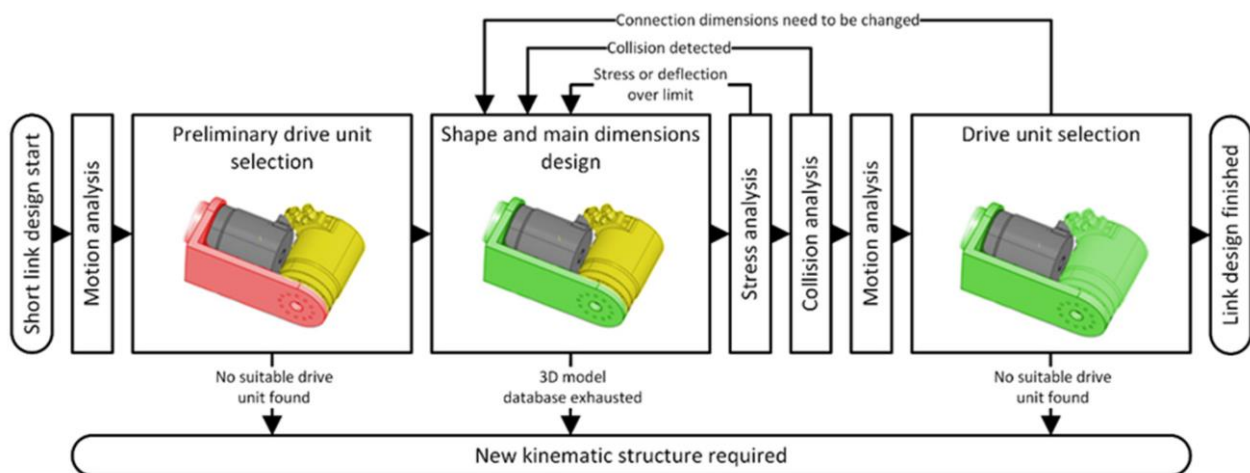 Connection dimensions need to be changed
Collision detected
Stress or deflection
over limit
Short link design start
Motion analysis
Preliminary drive unit
selection
Shape and main dimensions
design
Stress analysis
Collision analysis
Motion analysis
Drive unit selection
Link design finished
No suitable drive
unit found
3D model
database exhausted
No suitable drive
unit found
New kinematic structure required